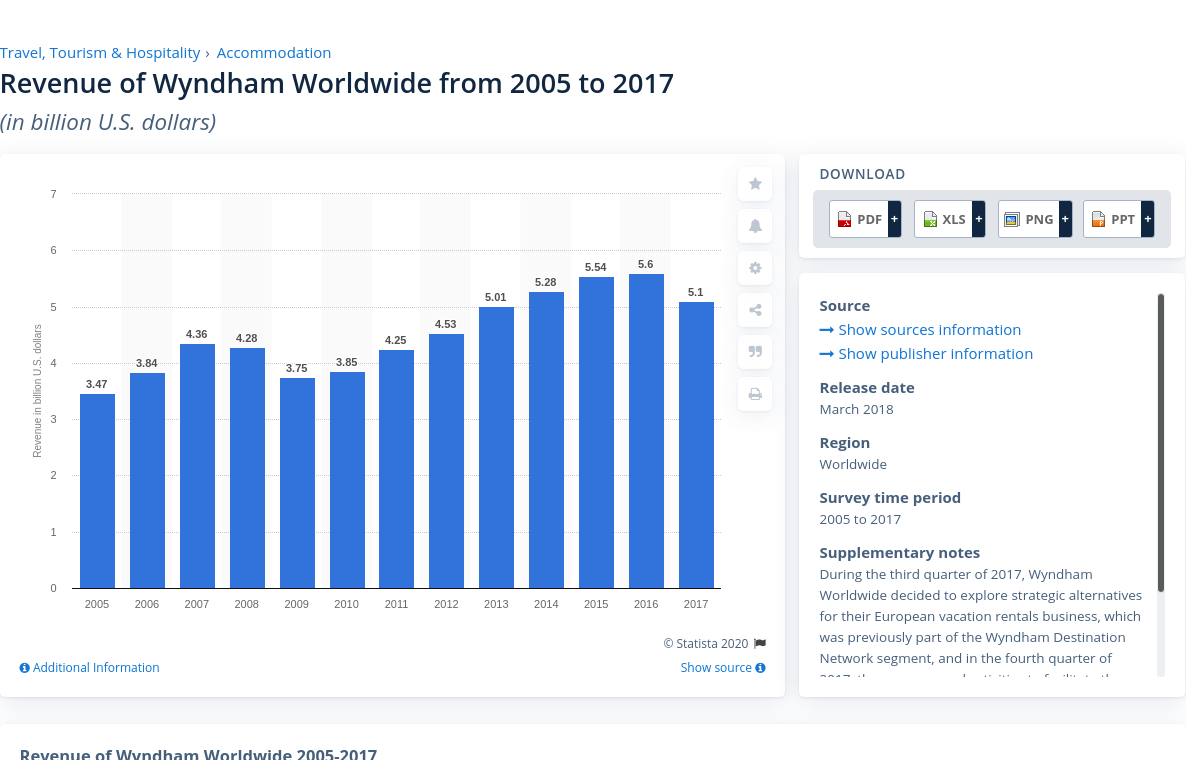 Travel, Tourism & Hospitality › Accommodation
Revenue of Wyndham Worldwide from 2005 to 2017
(in billion U.S. dollars)
Revenue in billion U.S. dollars
7
6
5
4
3
2
1
0
3.47
3.84
4.36
4.28
3.75
3.85
4.25
4.53
5.01
5.28
5.54
5.6
5.1
2005 2006 2007 2008 2009 2010 2011 2012 2013 2014 2015 2016 2017
© Statista 2020
Additional Information
Show source
DOWNLOAD
PDF + XLS + PNG + PPT +
Source
Show sources information
Show publisher information
Release date
March 2018
Region
Worldwide
Survey time period
2005 to 2017
Supplementary notes
During the third quarter of 2017, Wyndham
Worldwide decided to explore strategic alternatives
for their European vacation rentals business, which
was previously part of the Wyndham Destination
Network segment, and in the fourth quarter of
Revenue of Wyndham Worldwide 2005-2017